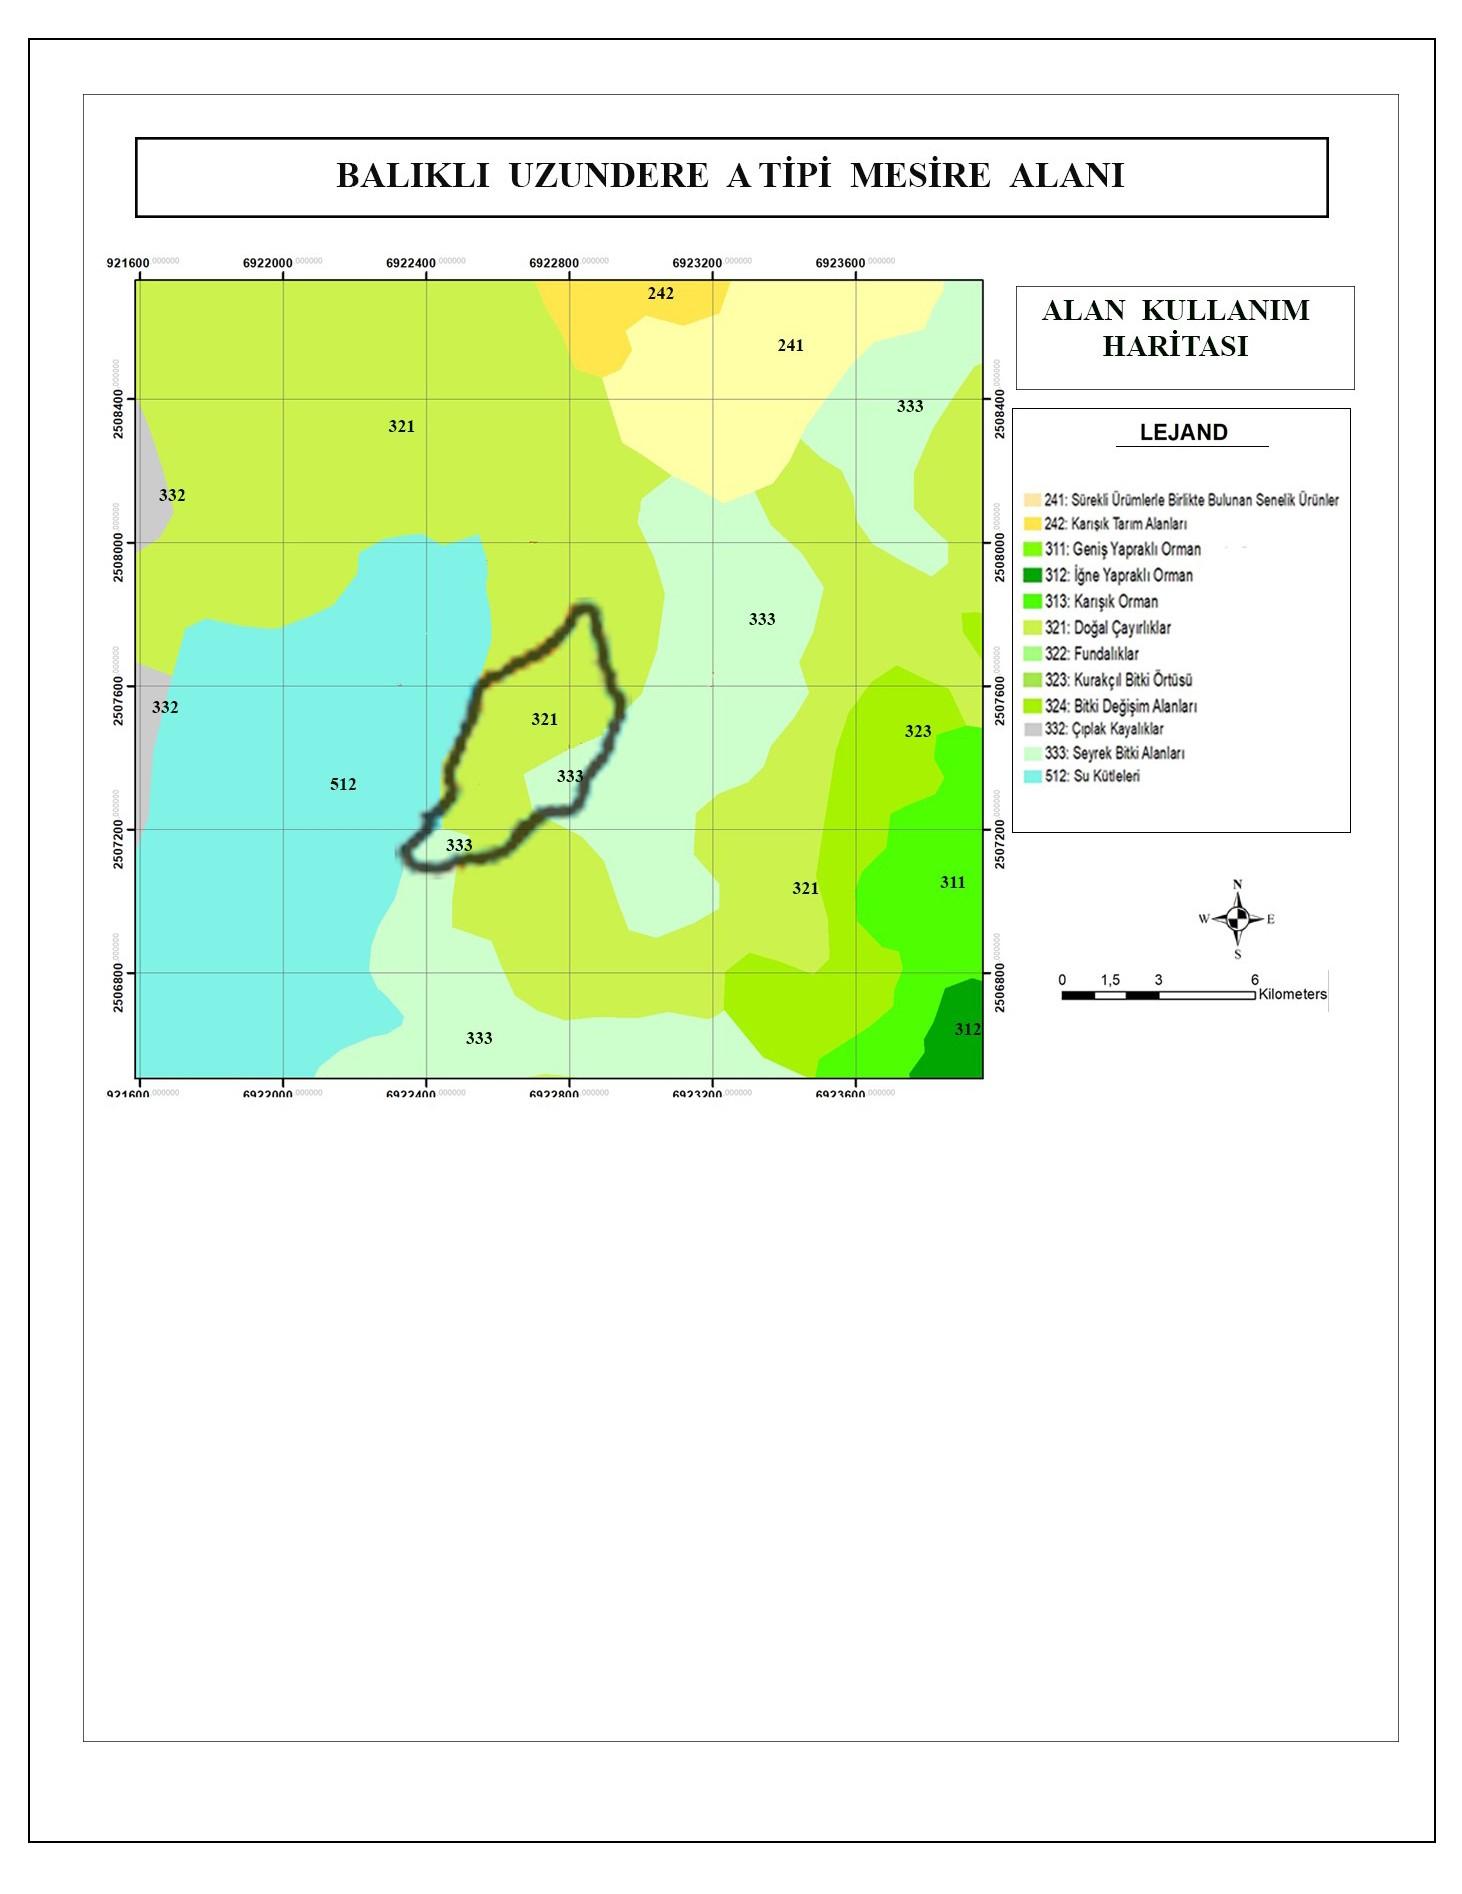 BALIKLI UZUNDERE A TİPİ MESİRE ALANI
921600,000000 6922000,000000 6922400,000000 6922800,000000 6923200,000000 6923600,000000
ALAN KULLANIM
HARİTASI
242
241
2508400,000000
333
2508400,000000
321
332
2508000,000000
2508000,000000
333
332
2507600,000000
321
323
2507600,000000
512
333
2507200,000000
333
321
311
2507200,000000
2506800,000000
333
312
2506800,000000
921600,000000 6922000,000000 6922400,000000 6922800,000000 6923200,000000 6923600,000000
LEJAND
241: Sürekli Ürümlerle Birlikte Bulunan Senelik Ürünler
242: Karışık Tarım Alanları
311: Geniş Yapraklı Orman
312: İğne Yapraklı Orman
313: Karışık Orman
321: Doğal Çayırlıklar
322: Fundalıklar
323: Kurakçıl Bitki Örtüsü
324: Bitki Değişim Alanları
332: Çıplak Kayalıklar
333: Seyrek Bitki Alanları
512: Su Kütleleri
N
W E
S
0 1,5 3 6
Kilometers